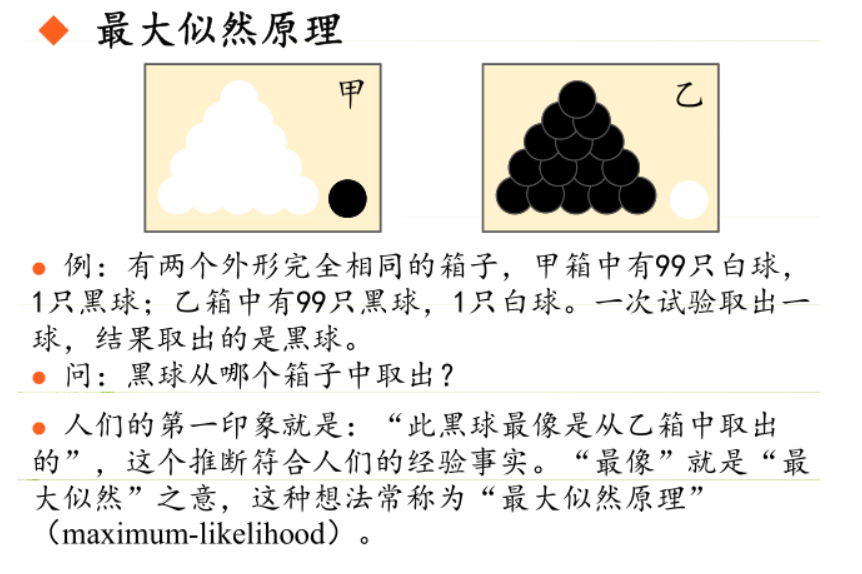 最大似然原理
甲
乙
例：有两个外形完全相同的箱子，甲箱中有99只白球，
1只黑球；乙箱中有99只黑球，1只白球。一次试验取出一
球，结果取出的是黑球。
问：黑球从哪个箱子中取出？
人们的第一印象就是：“此黑球最像是从乙箱中取出
的”，这个推断符合人们的经验事实。“最像”就是“最
大似然”之意，这种想法常称为“最大似然原理”
（maximum-likelihood）。